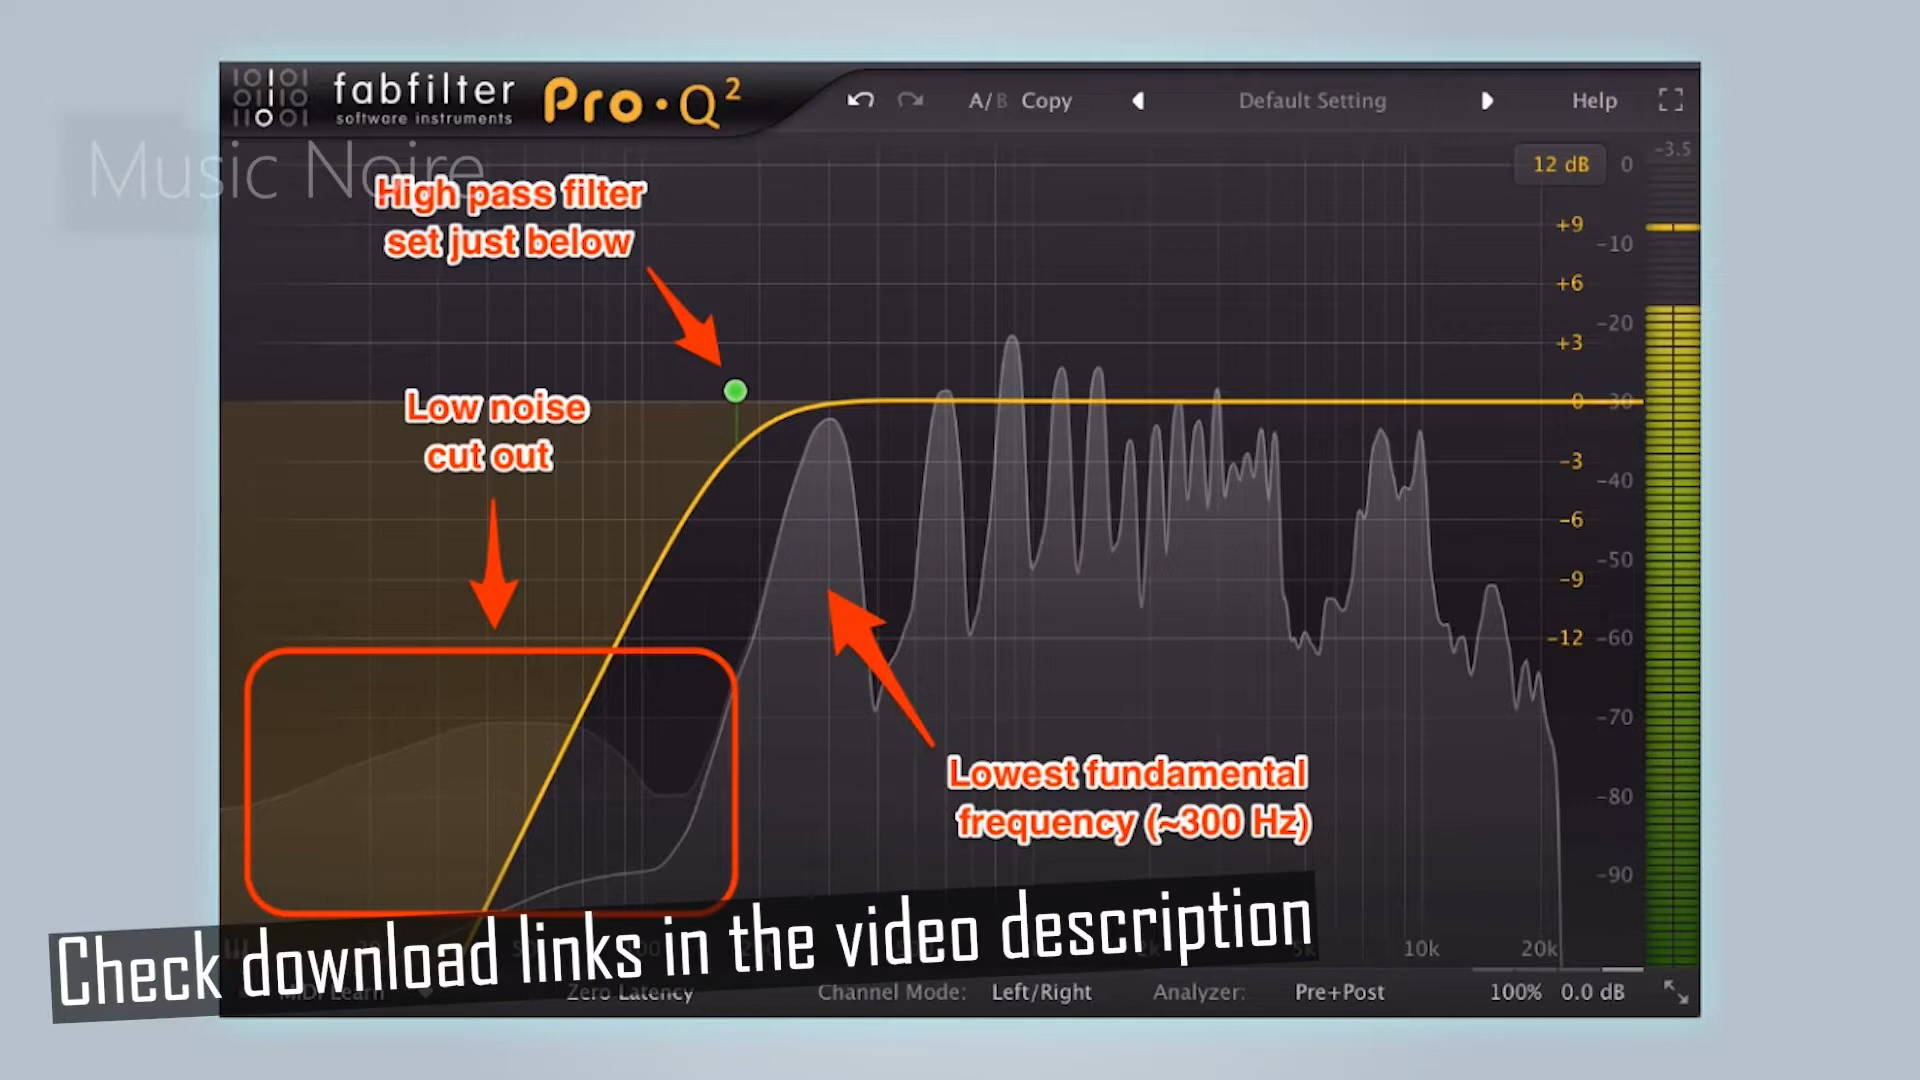 fabfilter
software instruments
Pro·Q²
A/B Copy
Default Setting
Help
Music Noire
12 dB
0
-3.5
High pass filter
set just below
+9
-10
+6
-20
+3
Low noise
cut out
0
-30
-3
-40
-6
-50
-9
-12
-60
-70
Lowest fundamental
frequency (~300 Hz)
-80
-90
Check download links in the video description
10k
20k
MIDI Learn
Zero Latency
Channel Mode:
Left/Right
Analyzer:
Pre+Post
100%
0.0 dB